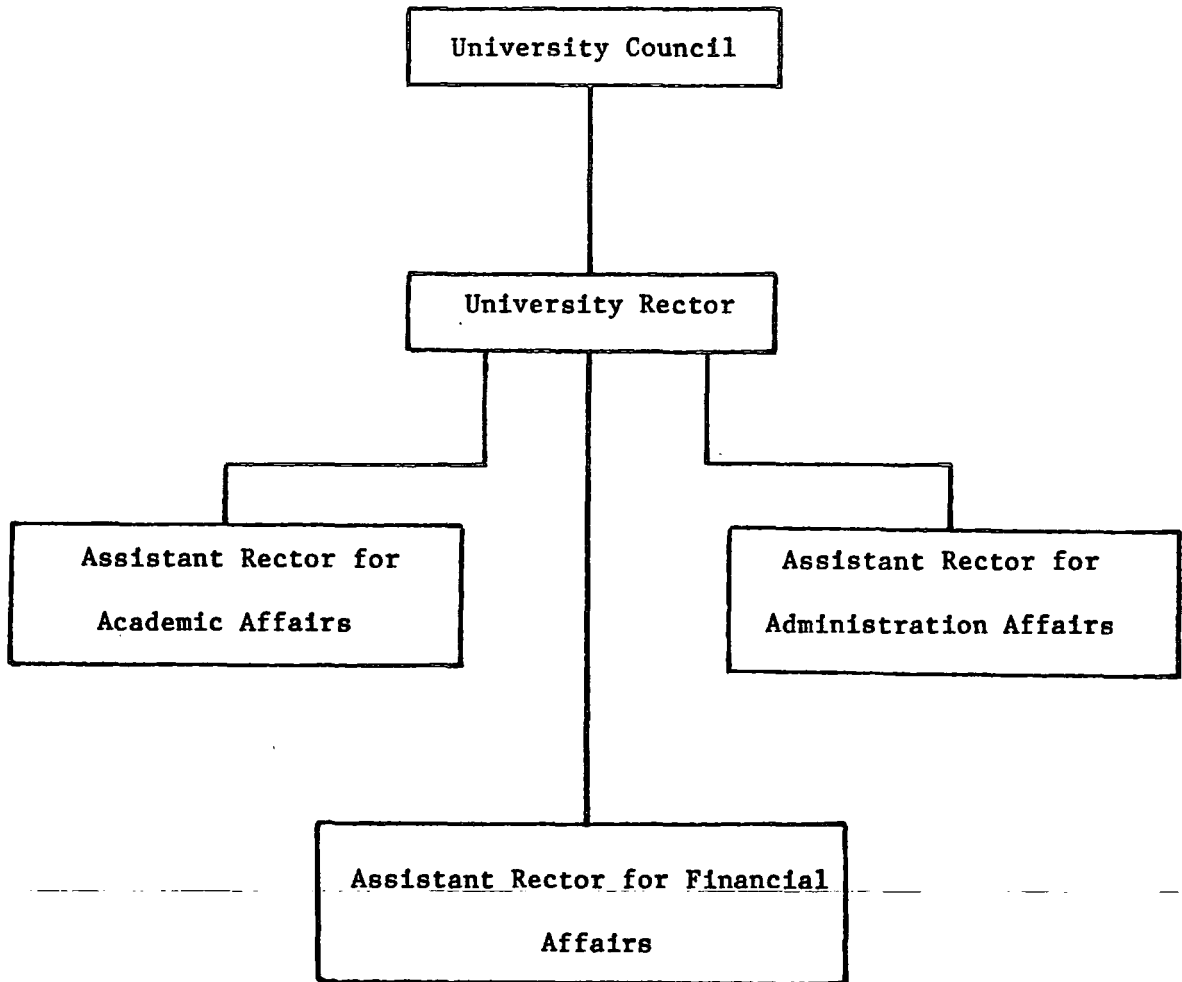 University Council
University Rector
Assistant Rector for
Academic Affairs
Assistant Rector for
Administration Affairs
Assistant Rector for Financial
Affairs